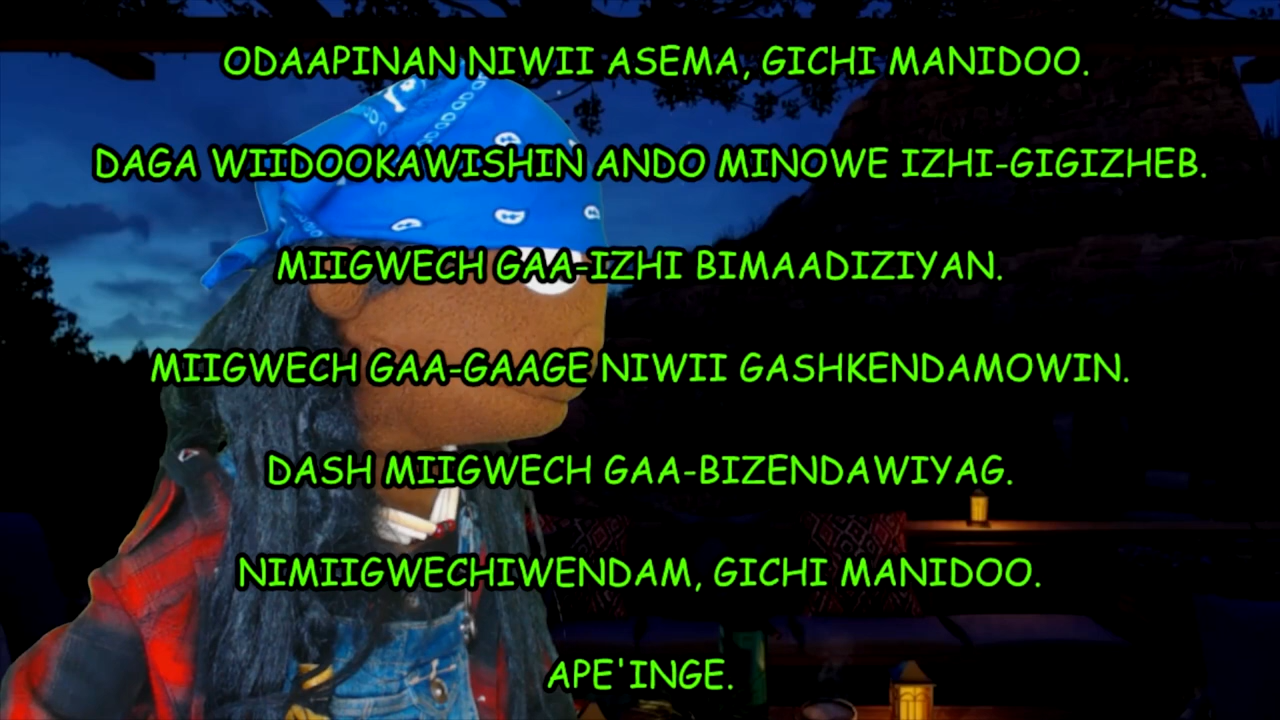 ODAAPINAN NIWII ASEMA, GICHI MANIDOO.
DAGA WIIDOOKAWISHIN ANDO MINOWE IZHI-GIGIZHEB.
MIIGWECH GAA-IZHI BIMAADIZIYAN.
MIIGWECH GAA-GAAGE NIWII GASHKENDAMOWIN.
DASH MIIGWECH GAA-BIZENDAWIYAG.
NIMIIGWECHIWENDAM, GICHI MANIDOO.
APE'INGE.